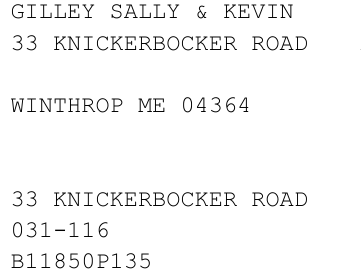 GILLEY SALLY & KEVIN
33 KNICKERBOCKER ROAD
WINTHROP ME 04364
33 KNICKERBOCKER ROAD
031-116
B11850P135